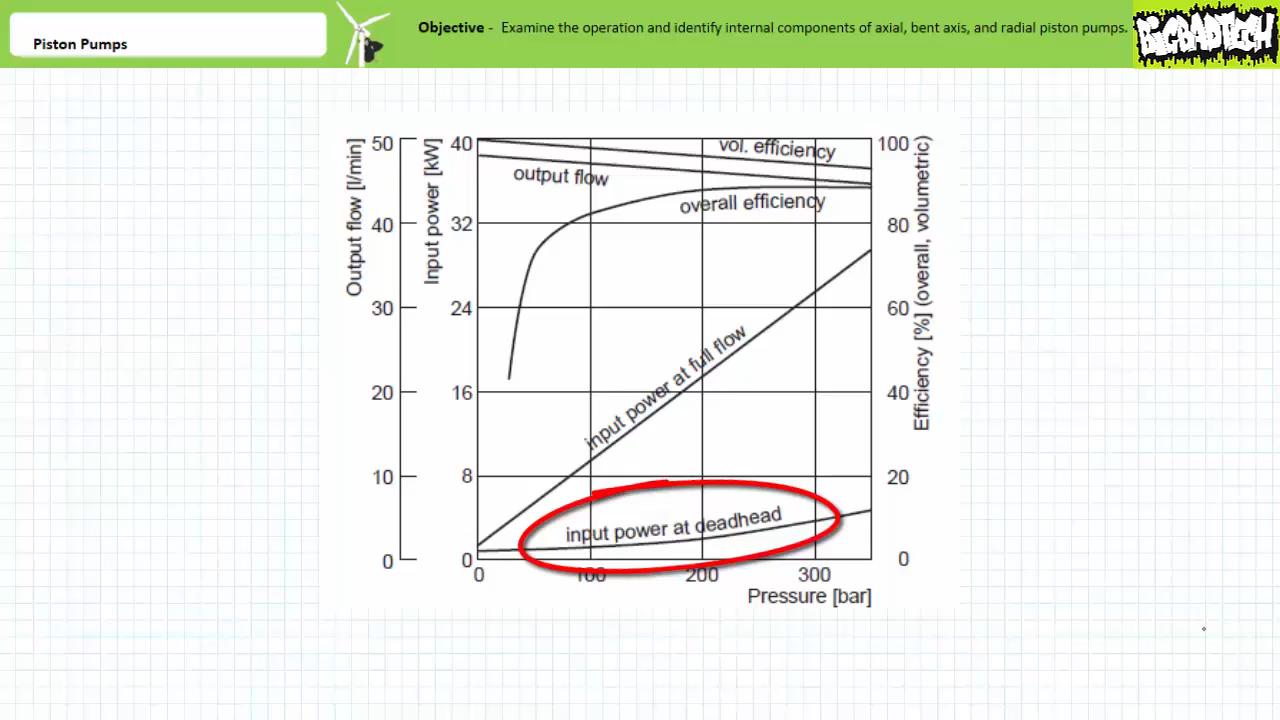 Piston Pumps
Objective - Examine the operation and identify internal components of axial, bent axis, and radial piston pumps.
BIGBADTECH
Output flow [l/min]
50
40
30
20
10
0
Input power [kW]
40
32
24
16
8
0
vol. efficiency
output flow
overall efficiency
input power at full flow
input power at deadhead
100
80
60
40
20
0
Efficiency [%] (overall, volumetric)
0 100 200 300
Pressure [bar]